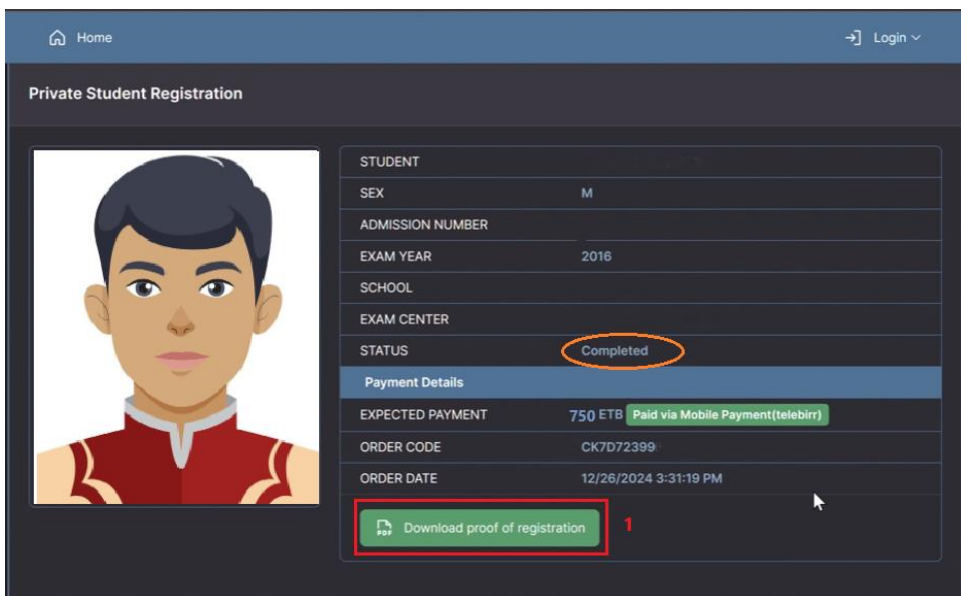 Home Login
Private Student Registration
STUDENT
SEX M
ADMISSION NUMBER
EXAM YEAR 2016
SCHOOL
EXAM CENTER
STATUS Completed
Payment Details
EXPECTED PAYMENT 750 ETB Paid via Mobile Payment(telebirr)
ORDER CODE CK7D72399
ORDER DATE 12/26/2024 3:31:19 PM
PDF Download proof of registration 1